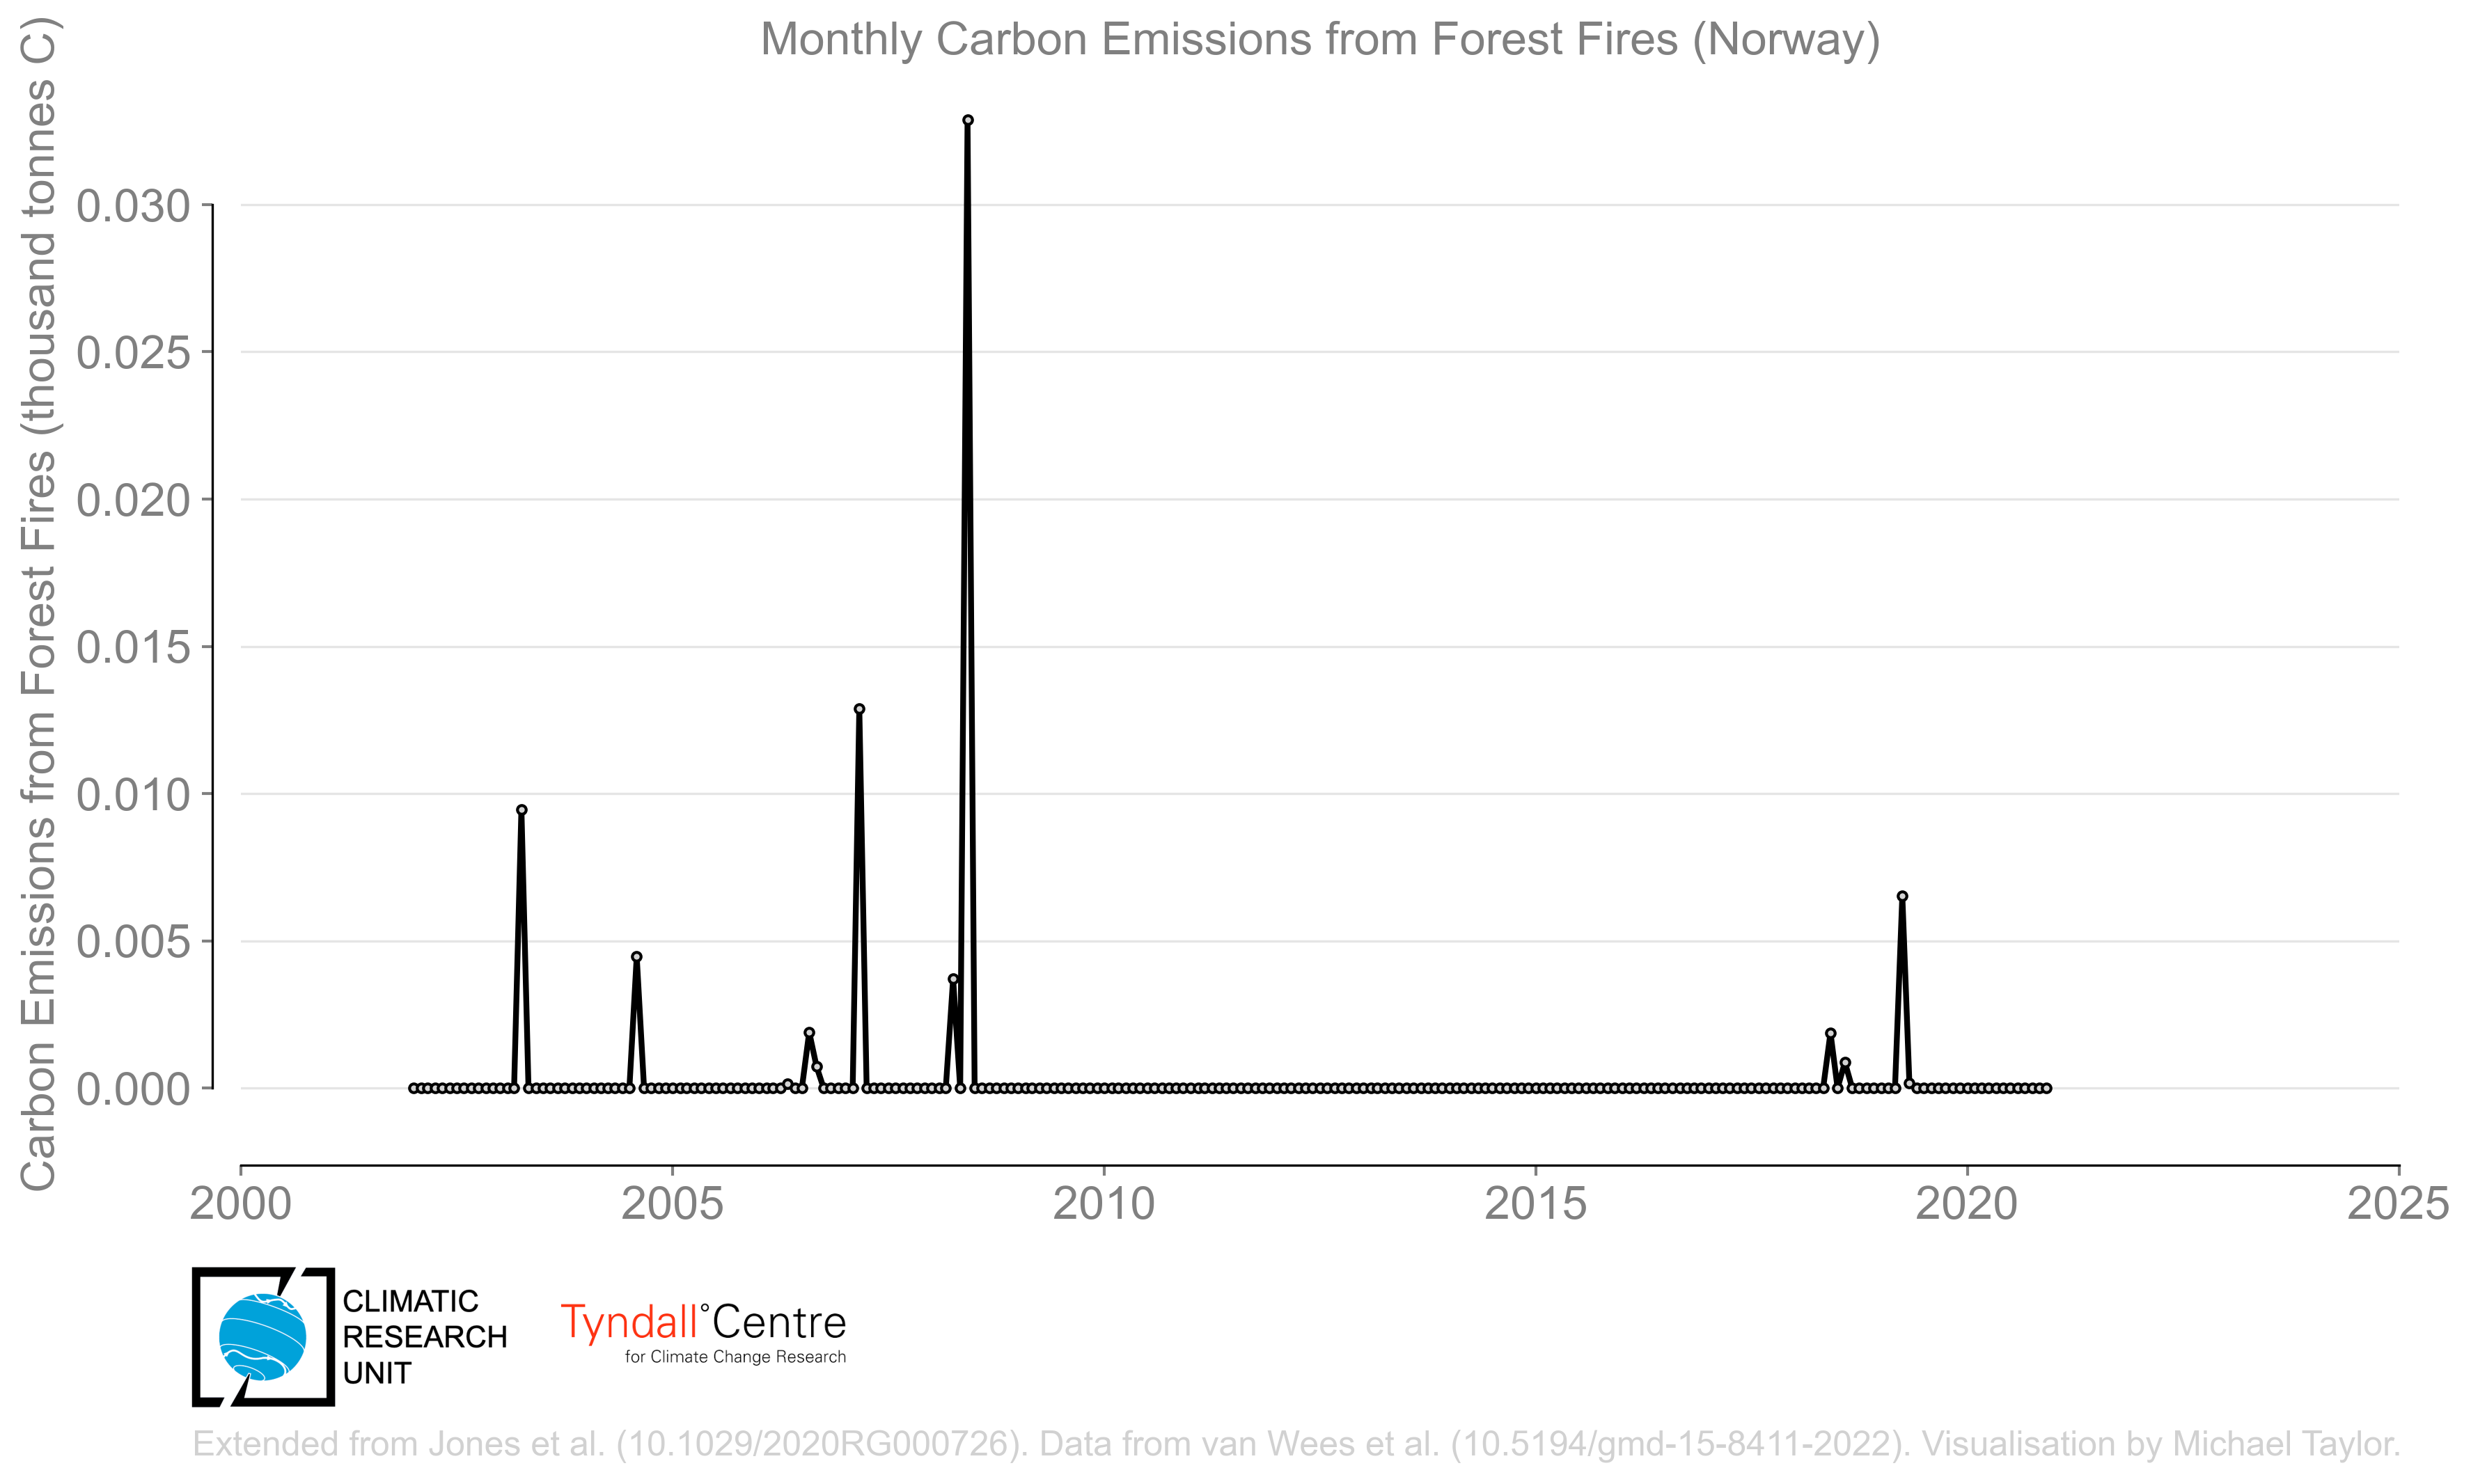 Monthly Carbon Emissions from Forest Fires (Norway)
Carbon Emissions from Forest Fires (thousand tonnes C)
0.030
0.025
0.020
0.015
0.010
0.005
0.000
2000 2005 2010 2015 2020 2025
CLIMATIC
RESEARCH
UNIT
Tyndall°Centre
for Climate Change Research
Extended from Jones et al. (10.1029/2020RG000726). Data from van Wees et al. (10.5194/gmd-15-8411-2022). Visualisation by Michael Taylor.